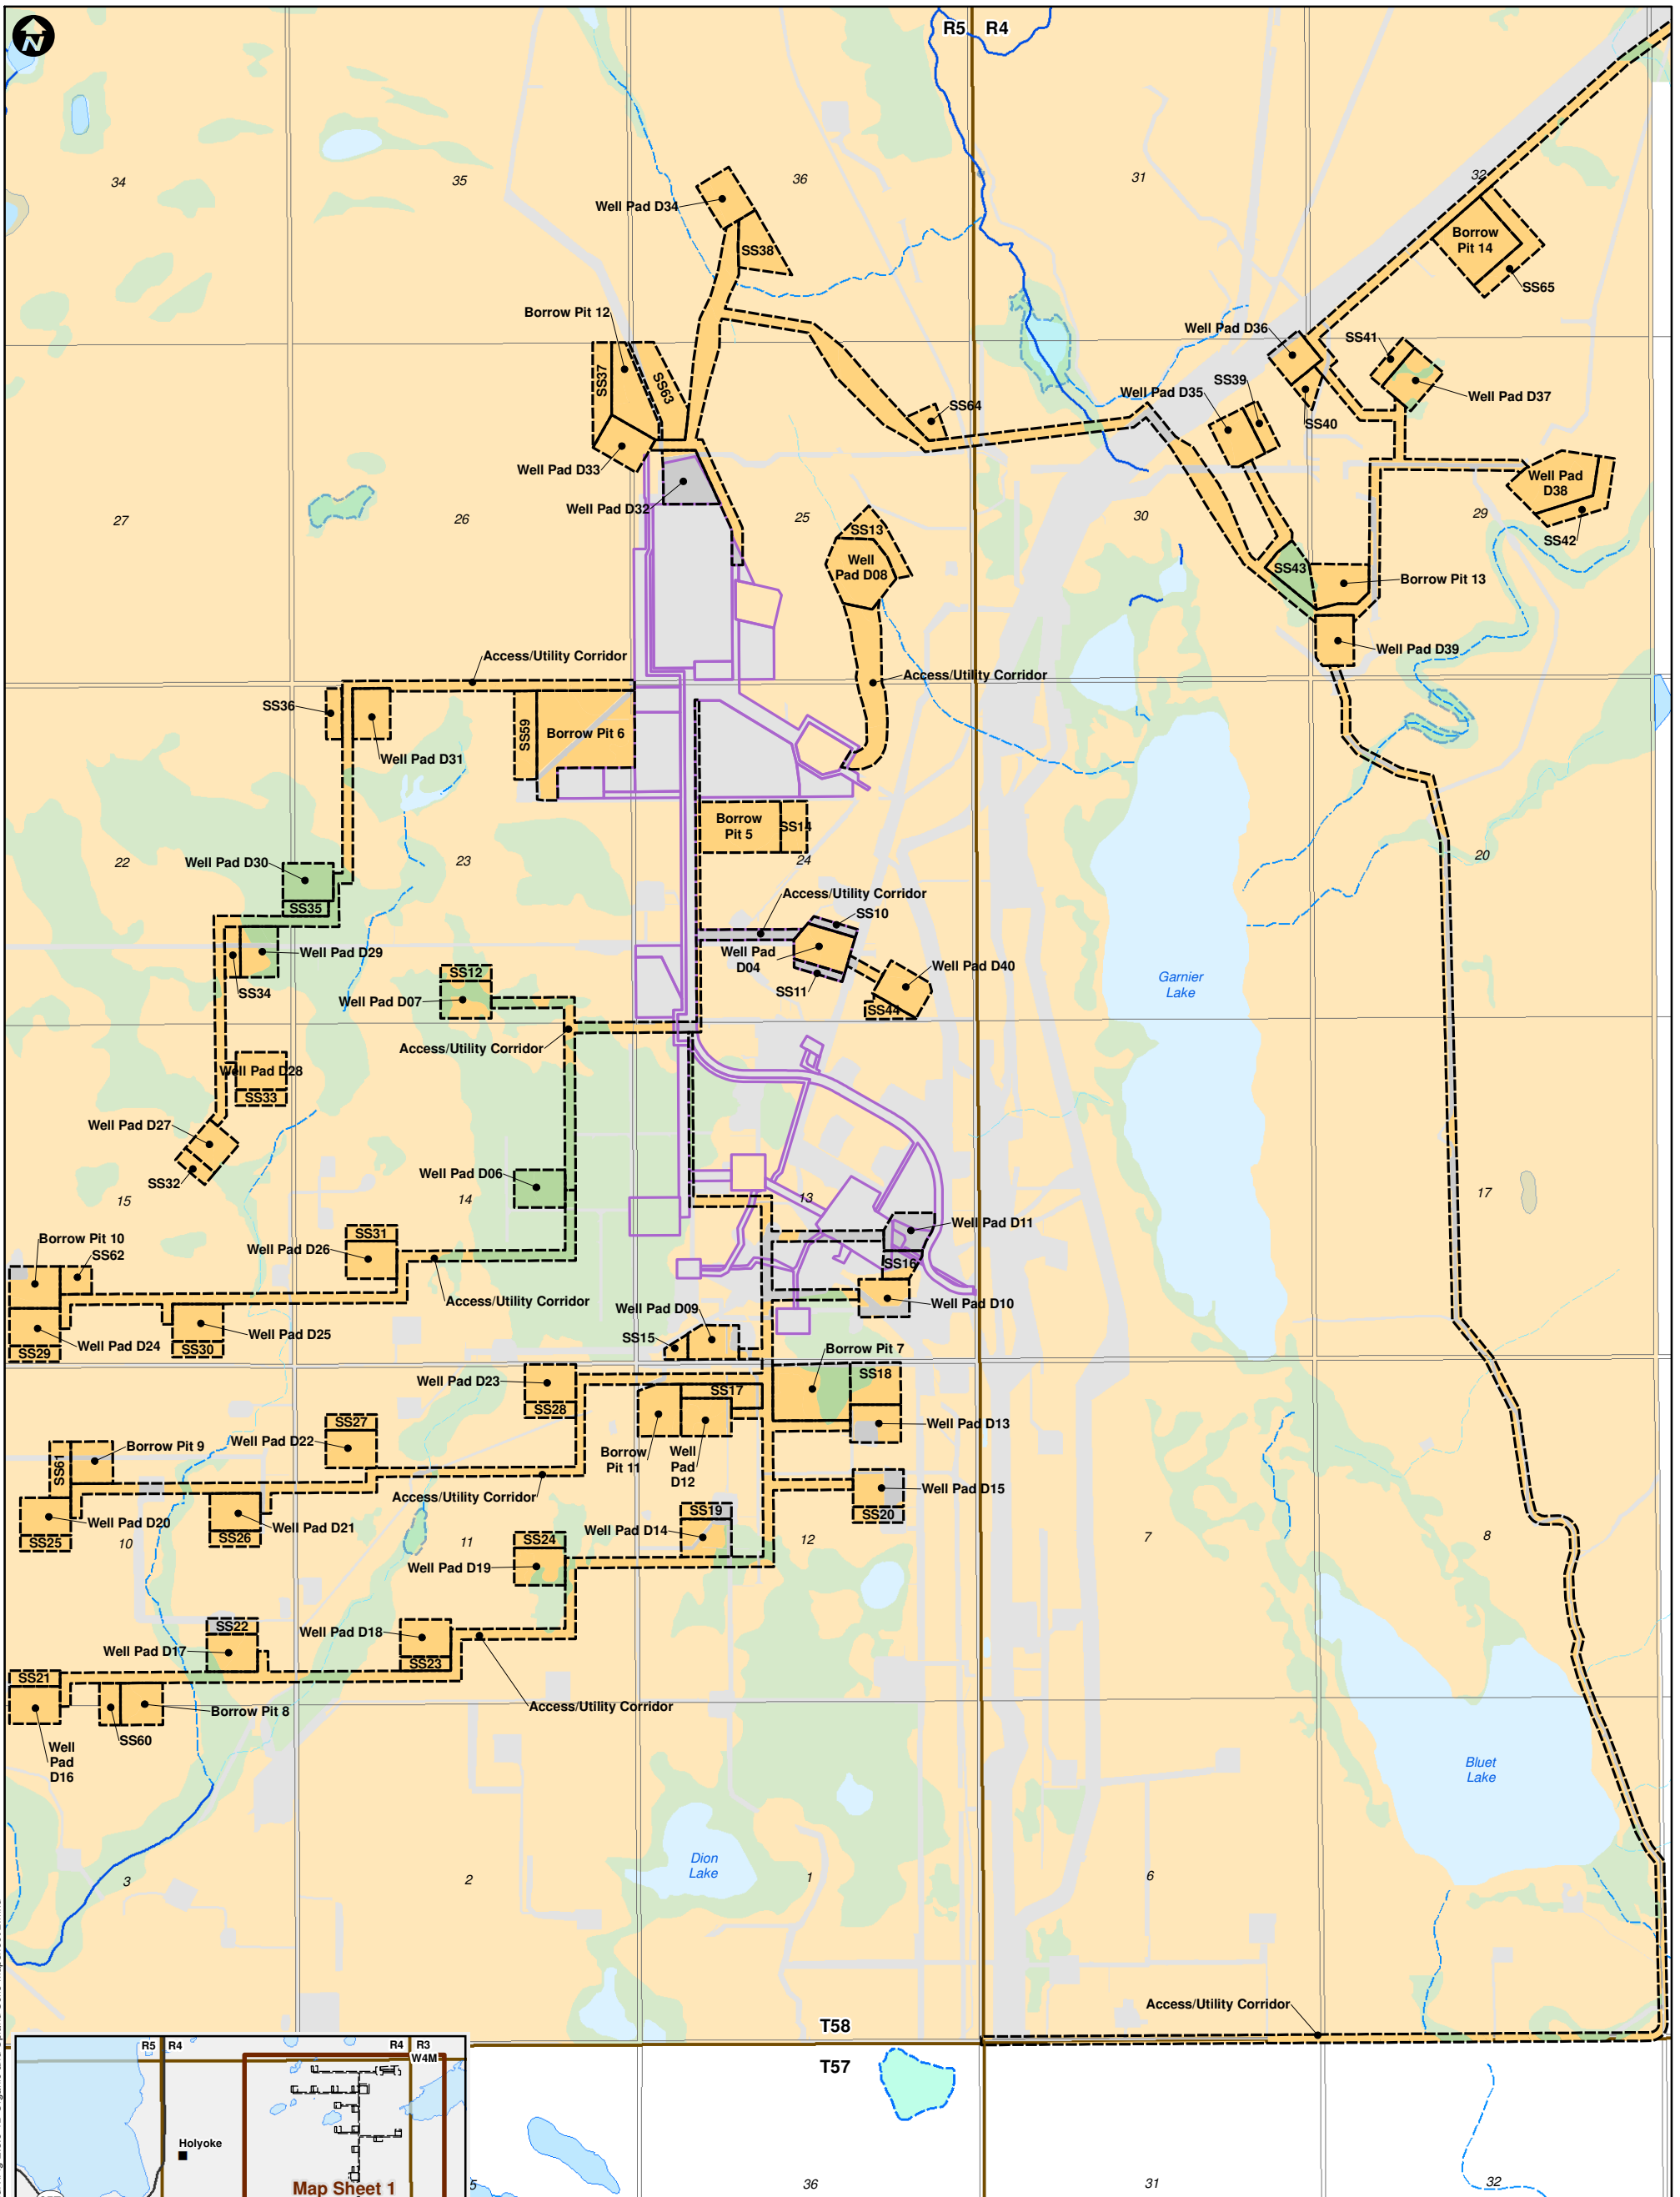 N
R5 R4
34
35
36
31
32
Well Pad D34
SS38
Borrow
Pit 14
SS65
Borrow Pit 12
SS37
SS63
Well Pad D36
SS41
Well Pad D35
SS39
Well Pad D37
SS40
SS64
Well Pad D33
Well Pad D32
Well Pad
D38
SS42
27
26
25
30
29
SS13
Well
Pad D08
SS43
Borrow Pit 13
Well Pad D39
Access/Utility Corridor
Access/Utility Corridor
SS36
Well Pad D31
SS59
Borrow Pit 6
Borrow
Pit 5
SS14
22
23
24
20
Well Pad D30
SS35
Access/Utility Corridor
SS10
Well Pad
D04
Well Pad D40
SS11
SS44
Well Pad D29
SS34
SS12
Well Pad D07
Garnier
Lake
Access/Utility Corridor
Well Pad D28
SS33
Well Pad D27
SS32
Well Pad D06
15
14
13
17
Well Pad D11
SS16
Borrow Pit 10
SS62
SS31
Well Pad D26
Access/Utility Corridor
Well Pad D10
Well Pad D09
SS15
Well Pad D25
Well Pad D24
SS29
SS30
Borrow Pit 7
SS18
Well Pad D23
SS28
SS17
Well Pad D13
SS27
Well Pad D22
Borrow Pit 9
SS61
Borrow
Pit 11
Well
Pad
D12
Access/Utility Corridor
Well Pad D15
SS20
Well Pad D20
SS25
Well Pad D21
SS26
SS19
Well Pad D14
10
11
12
7
8
SS24
Well Pad D19
SS22
Well Pad D17
Well Pad D18
SS23
SS21
Borrow Pit 8
SS60
Access/Utility Corridor
Well
Pad
D16
Bluet
Lake
Dion
Lake
3
2
1
6
Access/Utility Corridor
T58
T57
R5 R4
R4 R3
W4M
Holyoke
Map Sheet 1
5
36
31
32